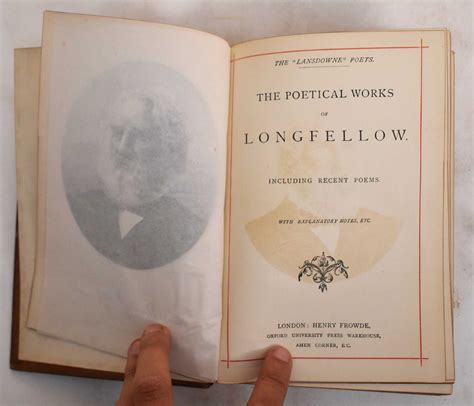 THE "LANSDOWNE" POETS.
THE POETICAL WORKS
OF
LONGFELLOW.
INCLUDING RECENT POEMS.
WITH EXPLANATORY NOTES, ETC.
LONDON: HENRY FROWDE,
OXFORD UNIVERSITY PRESS WAREHOUSE,
AMEN CORNER, E.C.